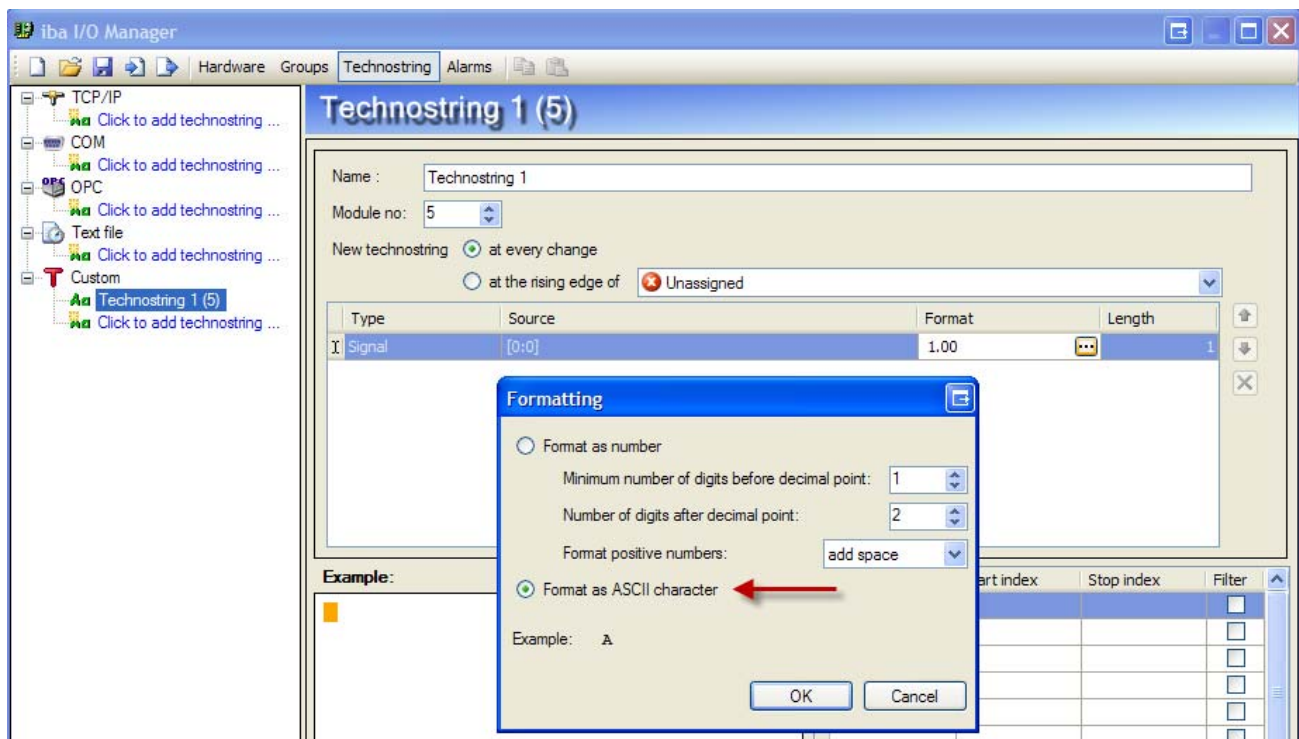 iba I/O Manager
Hardware Groups Technostring Alarms
TCP/IP
Click to add technostring ...
COM
Click to add technostring ...
OPC
OPC
Click to add technostring ...
Text file
Click to add technostring ...
Custom
Aa Technostring 1 (5)
Click to add technostring ...
Technostring 1 (5)
Name : Technostring 1
Module no: 5
New technostring at every change
at the rising edge of Unassigned
Type Source Format Length
Signal [0:0] 1.00 ... 1
Formatting
Format as number
Minimum number of digits before decimal point: 1
Number of digits after decimal point: 2
Format positive numbers: add space
Format as ASCII character
Example: A
OK Cancel
Example:
art index Stop index Filter